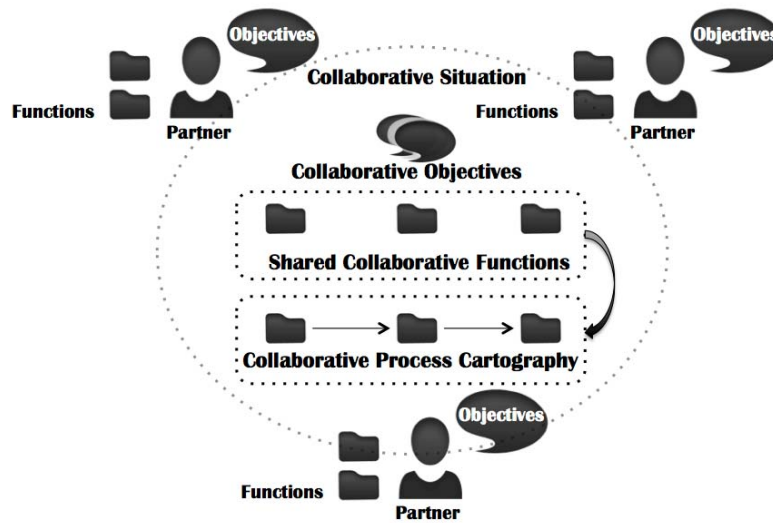 Objectives
Objectives
Collaborative Situation
Functions
Functions
Partner
Partner
Collaborative Objectives
Shared Collaborative Functions
Collaborative Process Cartography
Objectives
Functions
Partner